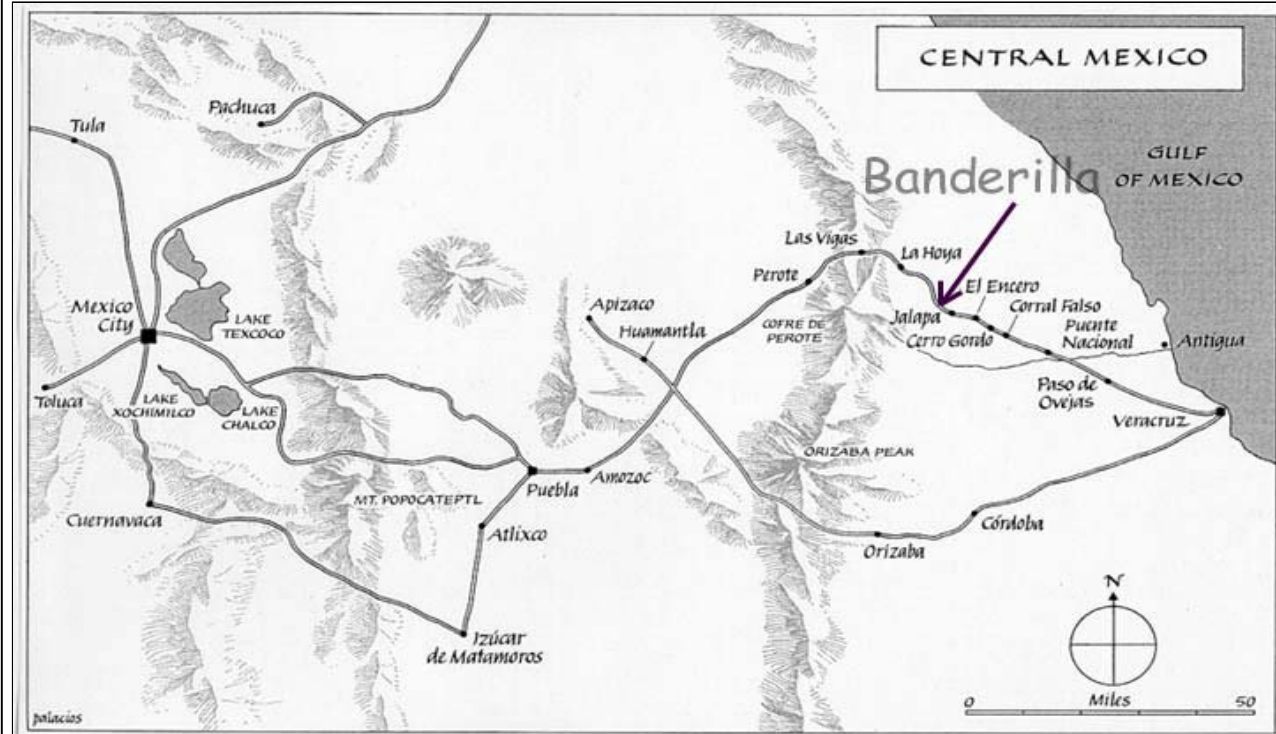 CENTRAL MEXICO
GULF
OF MEXICO
Banderilla
Pachuca
Tula
Mexico
City
LAKE
TEXCOCO
Toluca
LAKE
XOCHIMILCO
LAKE
CHALCO
Cuernavaca
MT. POPOCATEPTL
Puebla
Amozoc
Atlixco
Izúcar
de Matamoros
Apizaco
Huamantla
Perote
Las Vigas
La Hoya
COFRE DE
PEROTE
Jalapa
El Encero
Corral Falso
Cerro Gordo
Puente
Nacional
Antigua
Paso de
Ovejas
Veracruz
ORIZABA PEAK
Orizaba
Córdoba
N
Miles
0
50
palacios